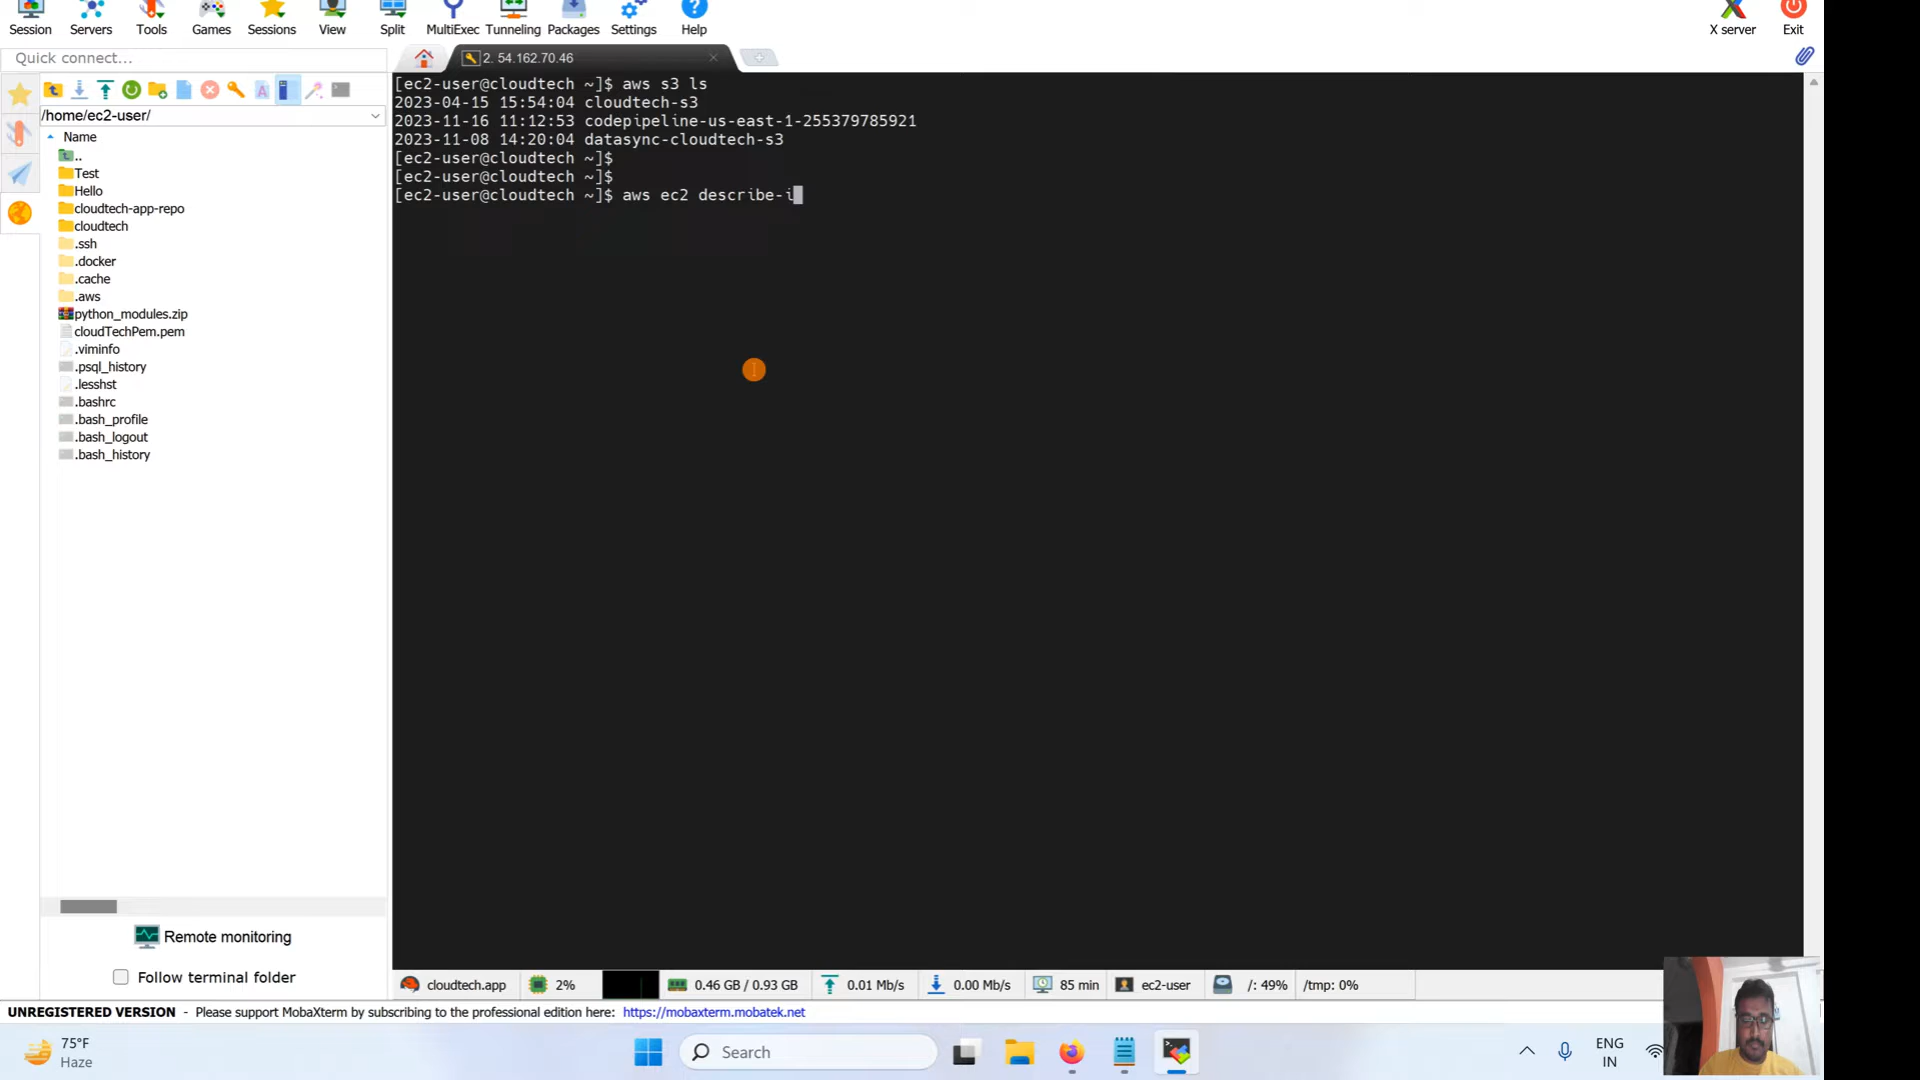 Session
Servers
Tools
Games
Sessions
View
Split
MultiExec
Tunneling
Packages
Settings
Help
X server
Exit
Quick connect...
2. 54.162.70.46
/home/ec2-user/
Name
..
Test
Hello
cloudtech-app-repo
cloudtech
.ssh
.docker
.cache
.aws
python_modules.zip
cloudTechPem.pem
.viminfo
.psql_history
.lesshst
.bashrc
.bash_profile
.bash_logout
.bash_history
Remote monitoring
Follow terminal folder
[ec2-user@cloudtech ~]$ aws s3 ls
2023-04-15 15:54:04 cloudtech-s3
2023-11-16 11:12:53 codepipeline-us-east-1-255379785921
2023-11-08 14:20:04 datasync-cloudtech-s3
[ec2-user@cloudtech ~]$
[ec2-user@cloudtech ~]$
[ec2-user@cloudtech ~]$ aws ec2 describe-i
cloudtech.app
2%
0.46 GB / 0.93 GB
0.01 Mb/s
0.00 Mb/s
85 min
ec2-user
/: 49%
/tmp: 0%
UNREGISTERED VERSION - Please support MobaXterm by subscribing to the professional edition here: https://mobaxterm.mobatek.net
75°F
Haze
Search
ENG
IN